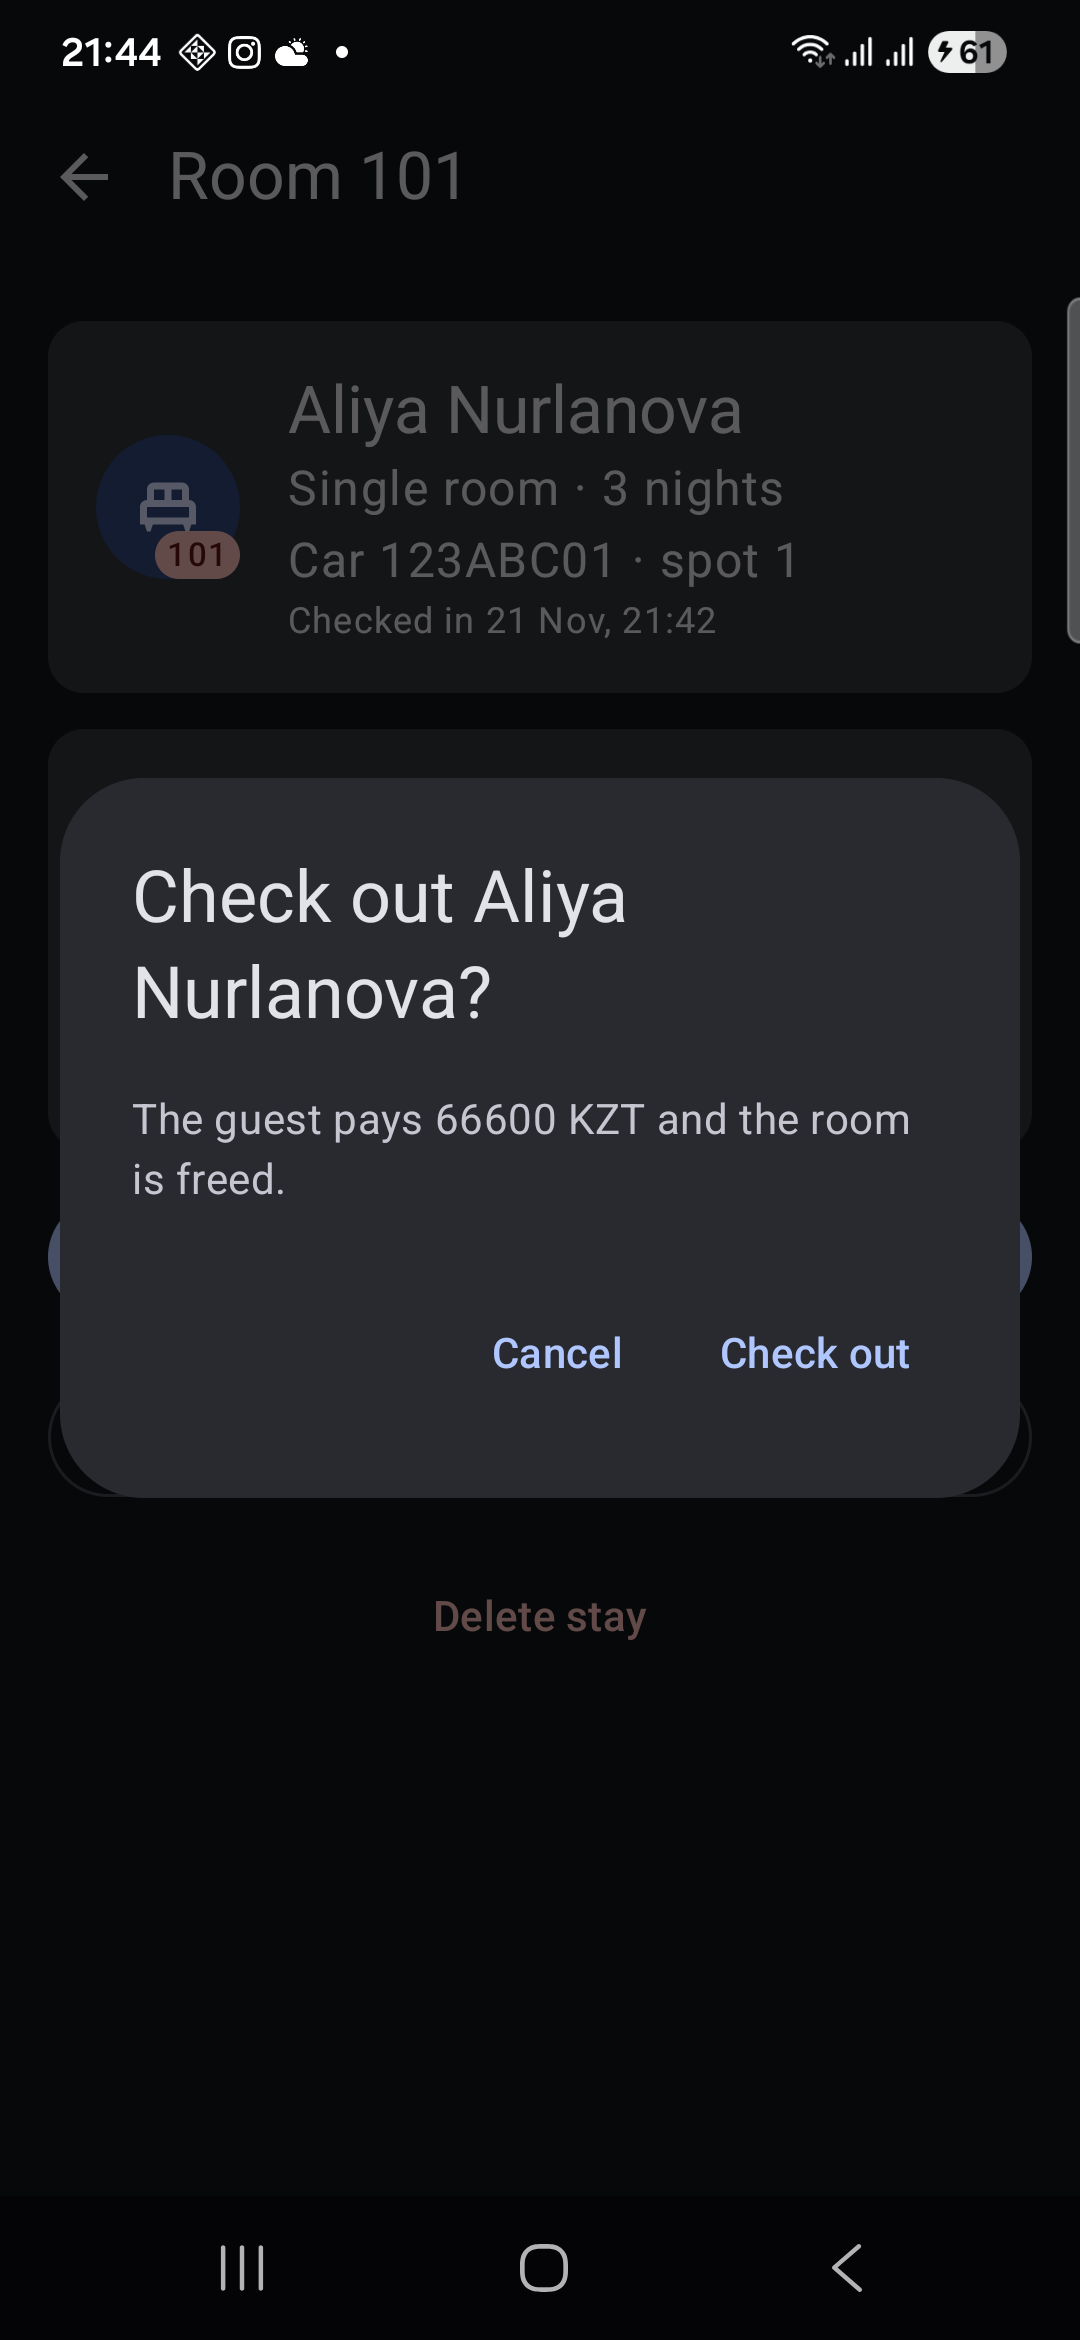 21:44
61
Room 101
Aliya Nurlanova
Single room · 3 nights
Car 123ABC01 · spot 1
Checked in 21 Nov, 21:42
101
Check out Aliya
Nurlanova?
The guest pays 66600 KZT and the room
is freed.
Cancel Check out
Delete stay